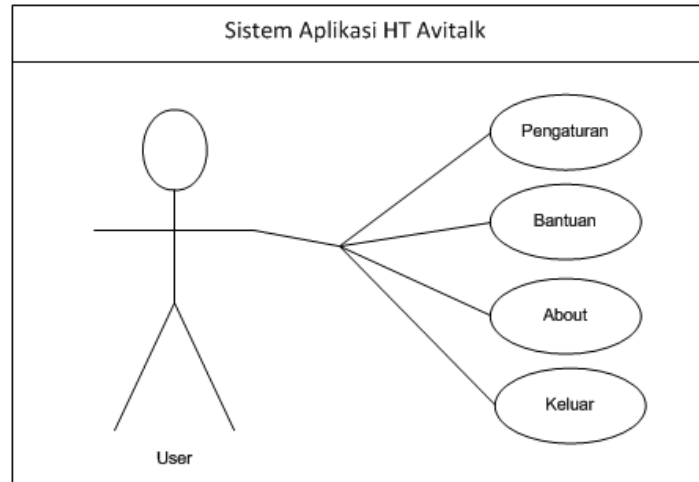 Sistem Aplikasi HT Avitalk
Pengaturan
Bantuan
About
Keluar
User